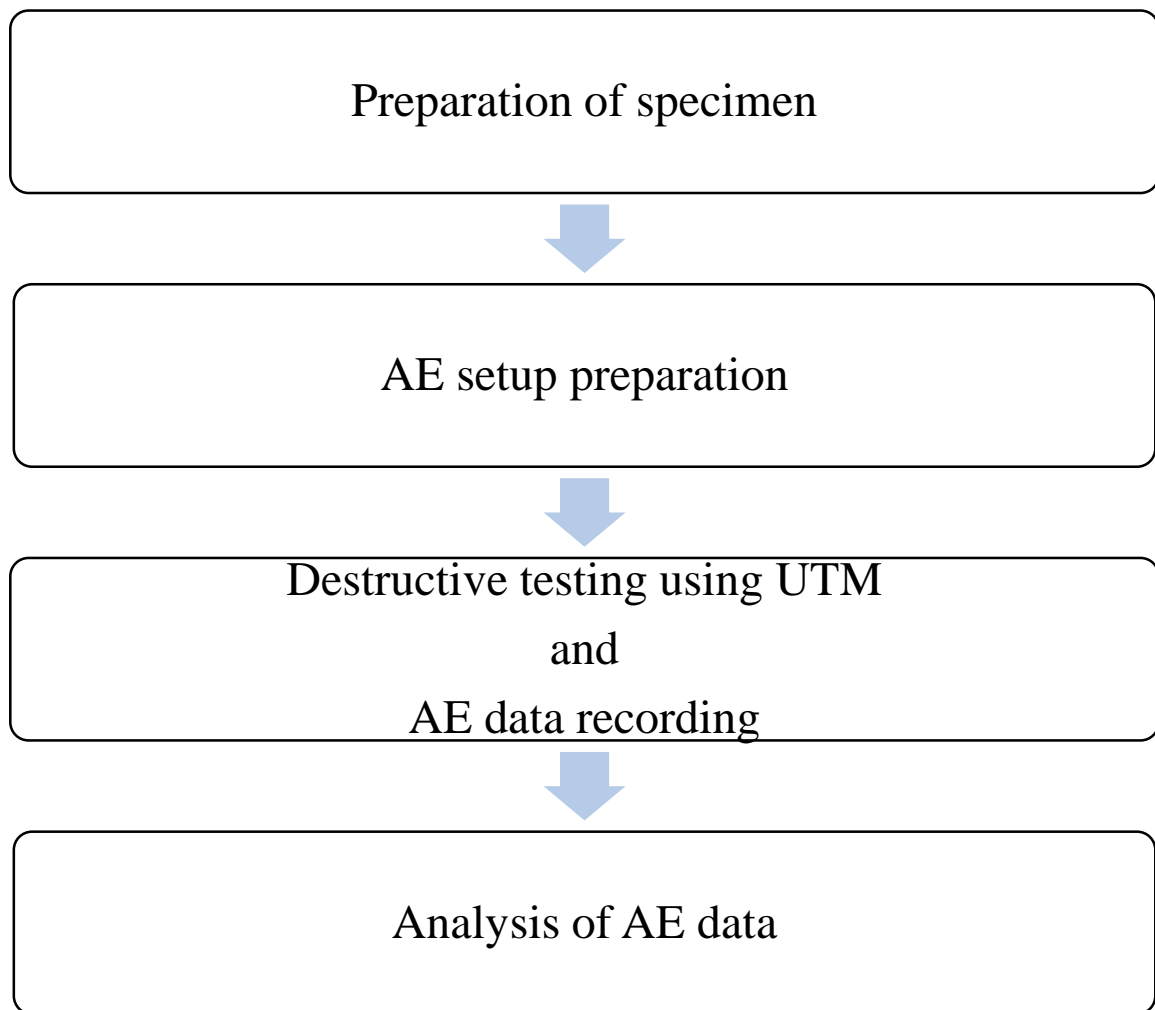 Preparation of specimen
AE setup preparation
Destructive testing using UTM
and
AE data recording
Analysis of AE data